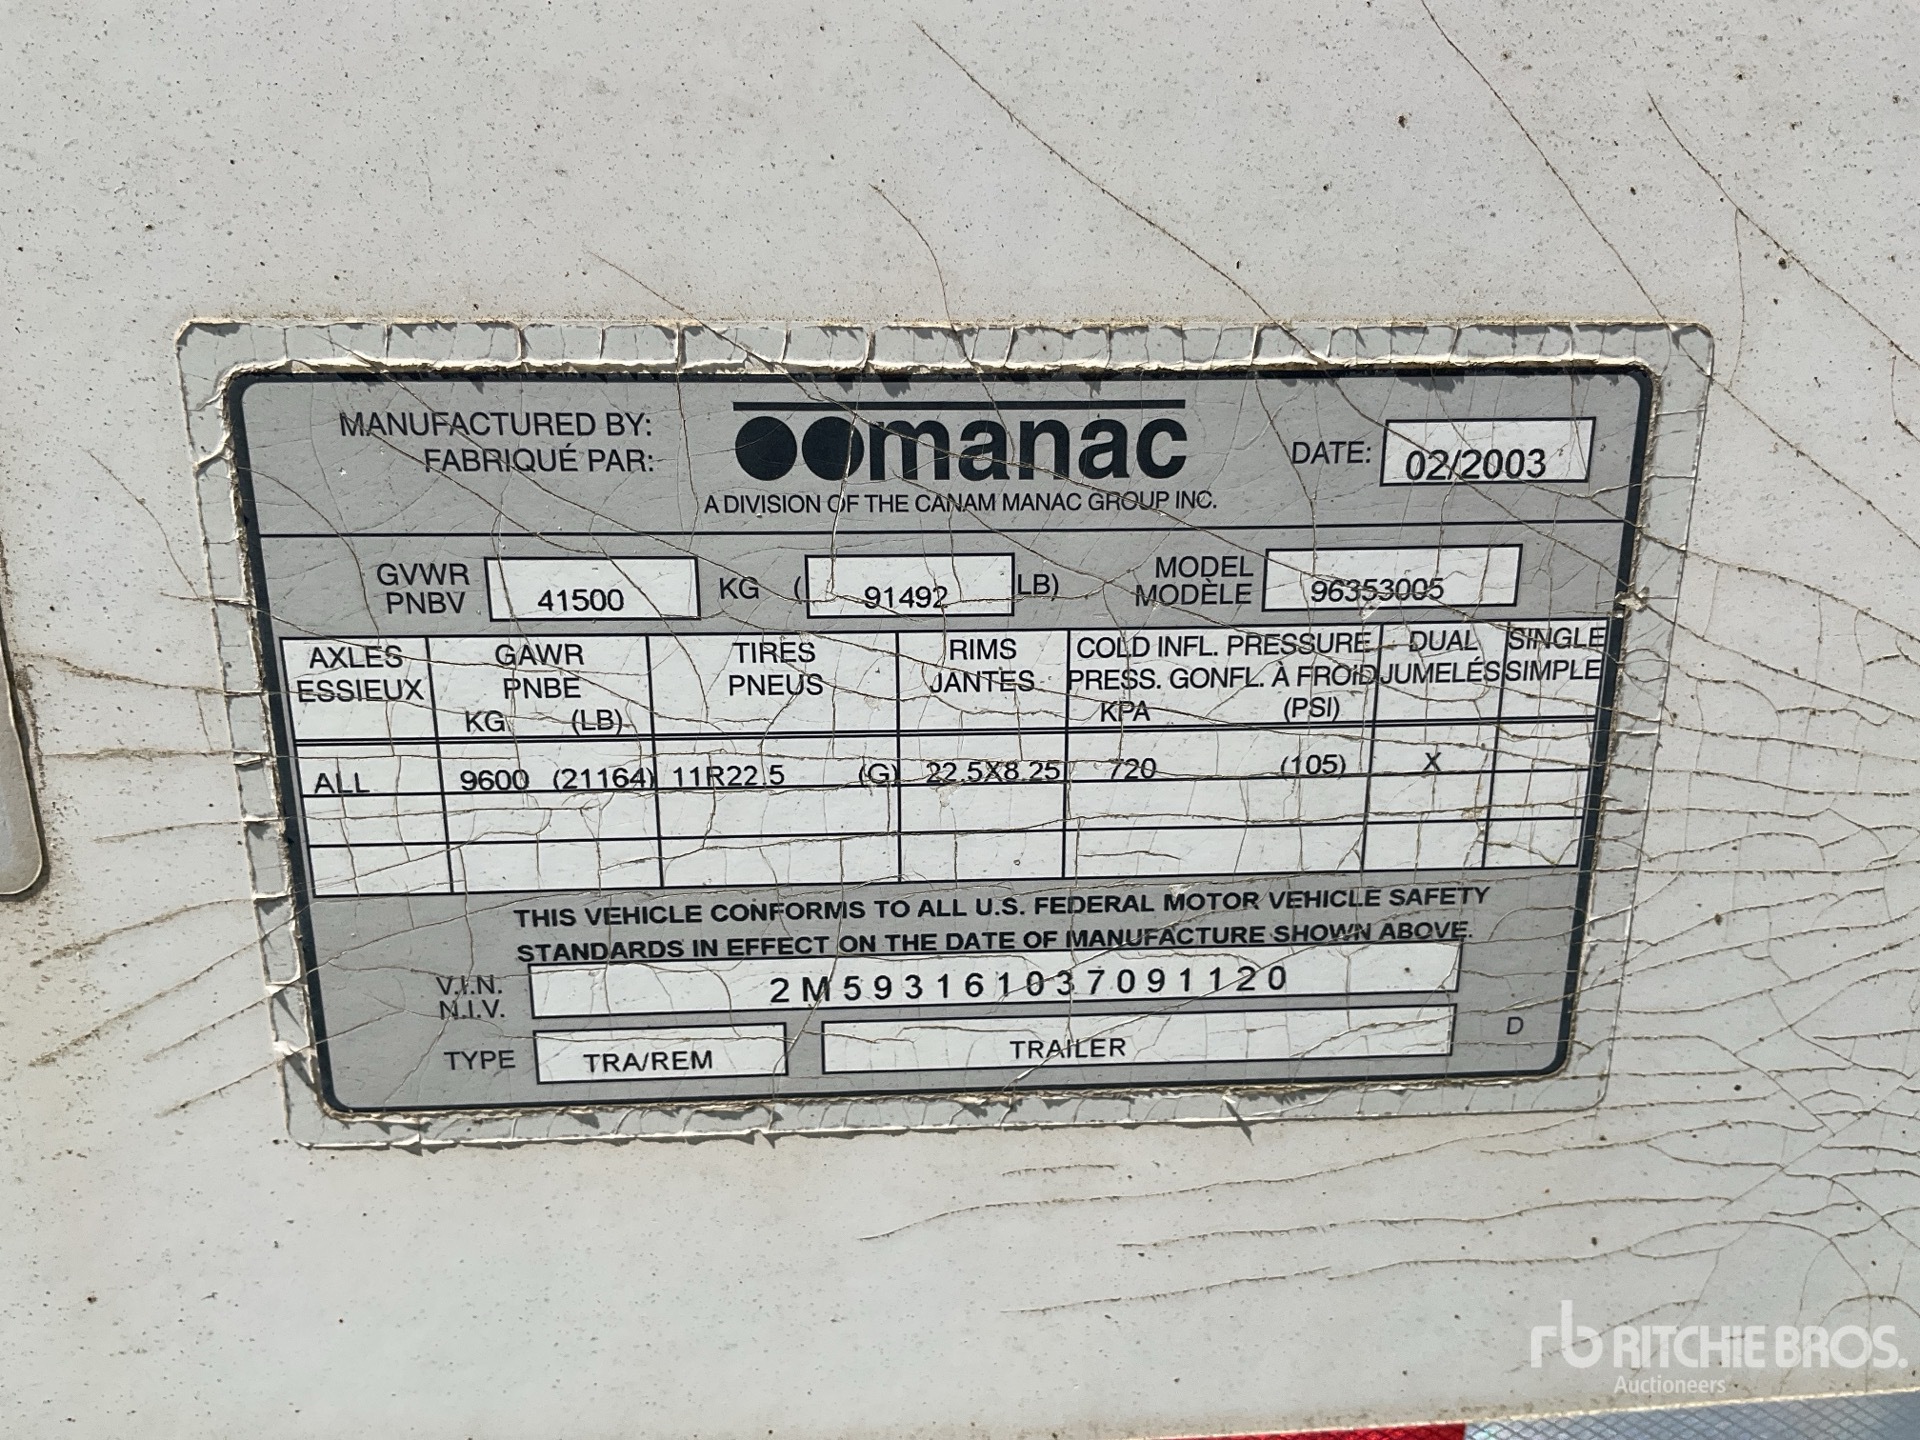 MANUFACTURED BY:
FABRIQUÉ PAR:
manac
A DIVISION OF THE CANAM MANAC GROUP INC.
DATE: 02/2003
GVWR
PNBV
41500 KG ( 91492 LB)
MODEL
MODÈLE
96353005
AXLES
ESSIEUX
GAWR
PNBE
KG (LB)
TIRES
PNEUS
RIMS
JANTES
COLD INFL. PRESSURE
PRESS. GONFL. À FROID
KPA (PSI)
DUAL
JUMELÉS
SINGLE
SIMPLE
ALL 9600 (21164) 11R22.5 (G) 22.5X8.25 720 (105) X
THIS VEHICLE CONFORMS TO ALL U.S. FEDERAL MOTOR VEHICLE SAFETY
STANDARDS IN EFFECT ON THE DATE OF MANUFACTURE SHOWN ABOVE.
V.I.N.
N.I.V.
2M593161037091120
TYPE TRA/REM TRAILER D
rb RITCHIE BROS.
Auctioneers